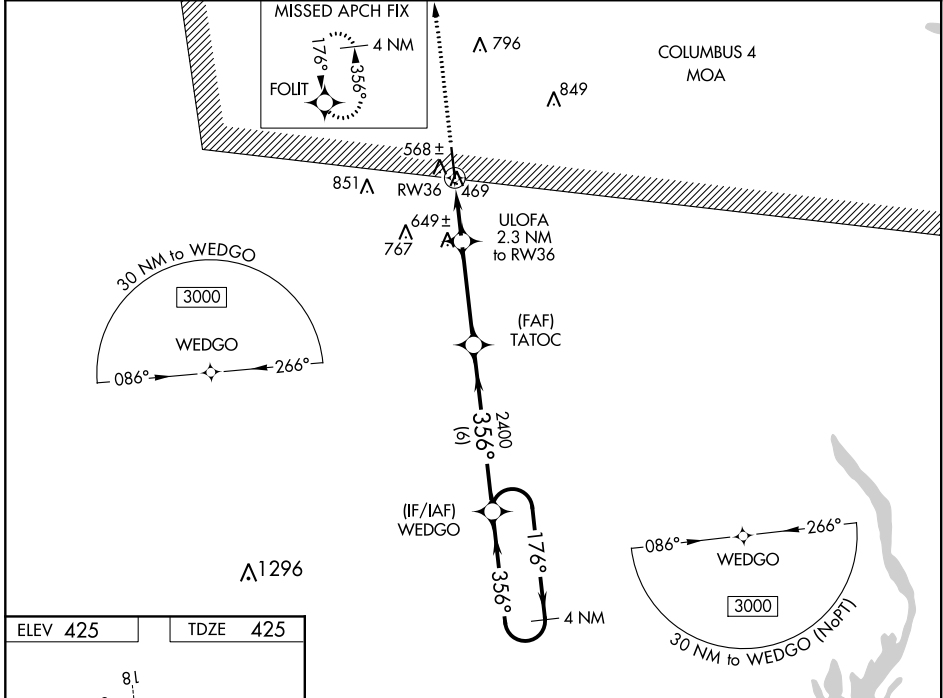 MISSED APCH FIX
4 NM
176°
356°
FOLIT
796
COLUMBUS 4
MOA
849
568 ±
851
RW36
469
649 ±
767
ULOFA
2.3 NM
to RW36
30 NM to WEDGO
3000
WEDGO
086°
266°
(FAF)
TATOC
2400
356°
(6)
(IF/IAF)
WEDGO
176°
356°
4 NM
086°
266°
WEDGO
3000
30 NM to WEDGO (NoPT)
1296
ELEV 425
TDZE 425
18